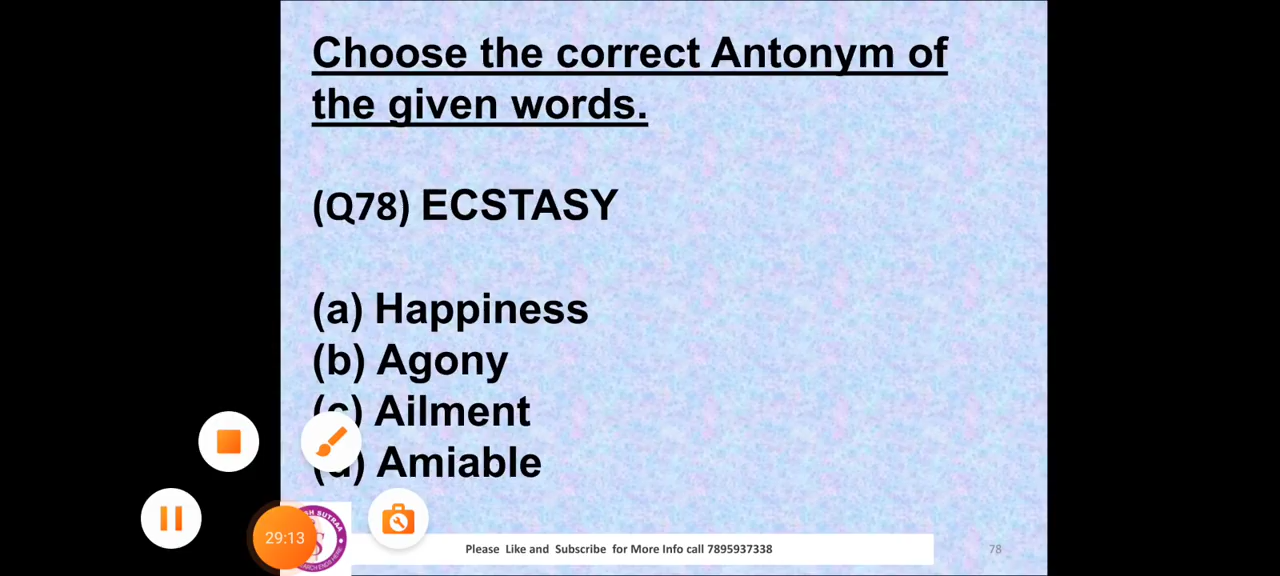 Choose the correct Antonym of
the given words.
(Q78) ECSTASY
(a) Happiness
(b) Agony
(c) Ailment
(d) Amiable
29:13
Please Like and Subscribe for More Info call 7895937338
78